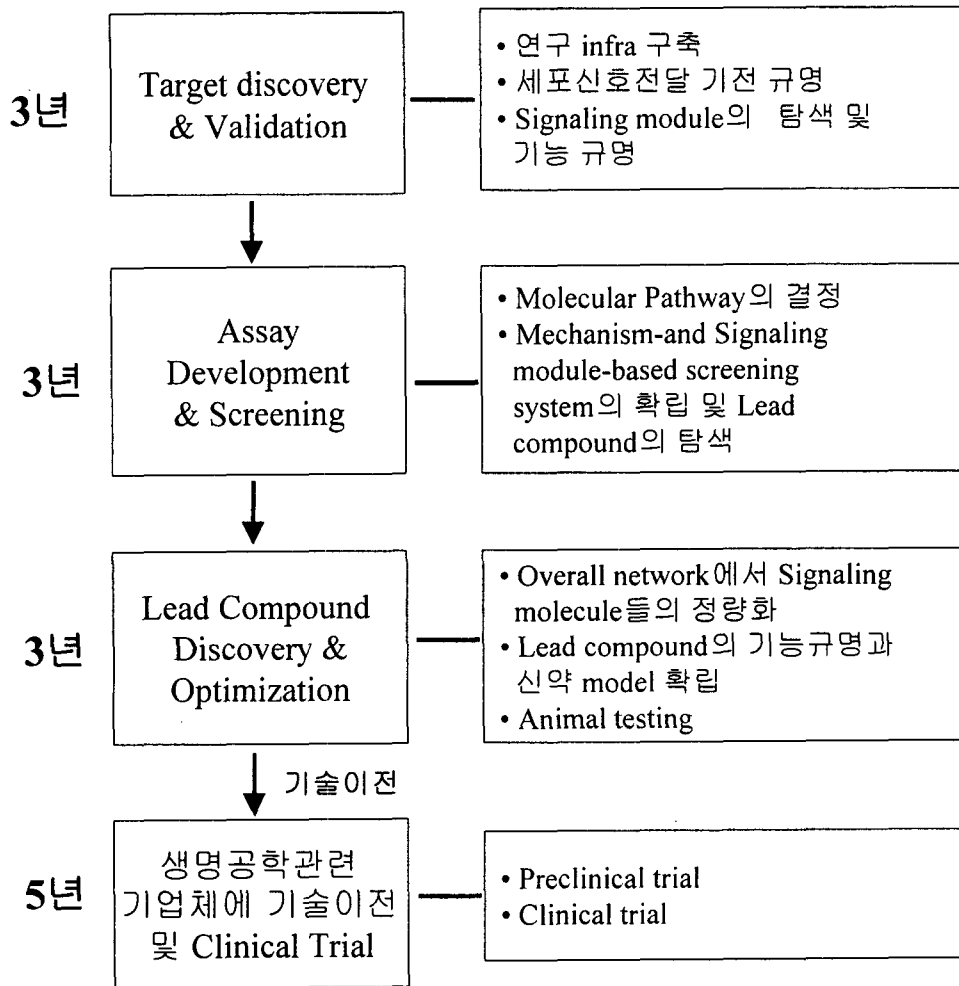 3년
Target discovery
& Validation
• 연구 infra 구축
• 세포신호전달 기전 규명
• Signaling module의 탐색 및
기능 규명
3년
Assay
Development
& Screening
• Molecular Pathway의 결정
• Mechanism-and Signaling
module-based screening
system의 확립 및 Lead
compound의 탐색
3년
Lead Compound
Discovery &
Optimization
• Overall network에서 Signaling
molecule들의 정량화
• Lead compound의 기능규명과
신약 model 확립
• Animal testing
기술이전
5년
생명공학관련
기업체에 기술이전
및 Clinical Trial
• Preclinical trial
• Clinical trial